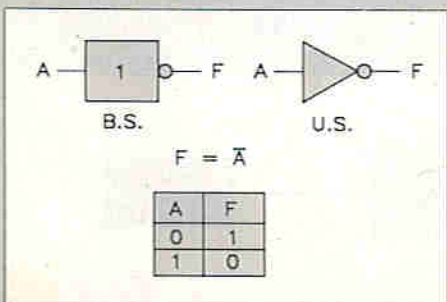 A 1 F A F
B.S. U.S.
F = A̅
A F
0 1
1 0